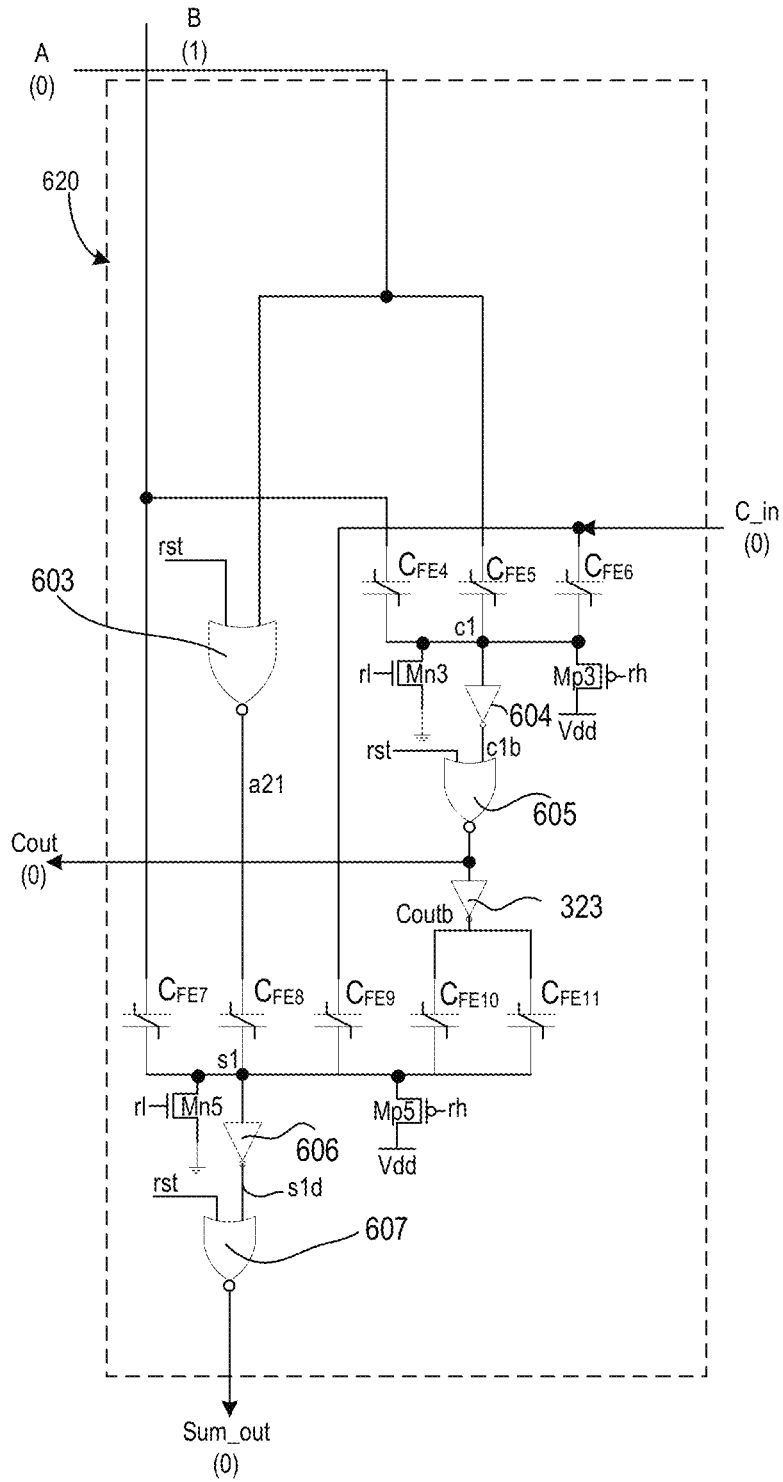 B
(1)
A
(0)
620
C_in
(0)
rst
CFE4
CFE5
CFE6
603
c1
rl
Mn3
604
Mp3
rh
Vdd
c1b
rst
a21
605
Cout
(0)
323
Coutb
CFE7
CFE8
CFE9
CFE10
CFE11
s1
rl
Mn5
606
Mp5
rh
Vdd
s1d
rst
607
Sum_out
(0)